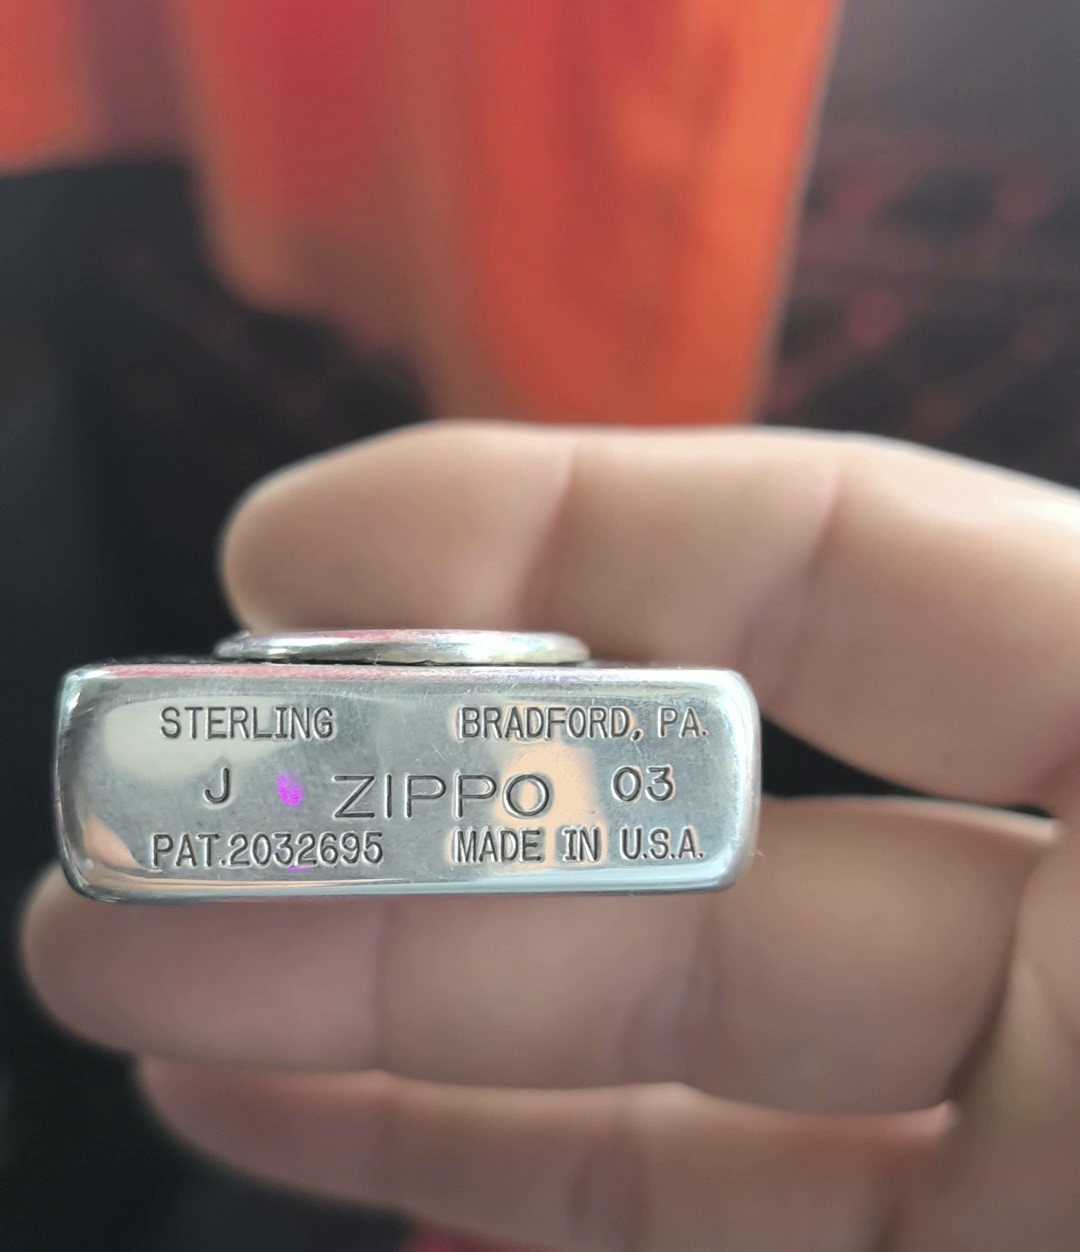 STERLING BRADFORD, PA.
J ZIPPO 03
PAT.2032695 MADE IN U.S.A.